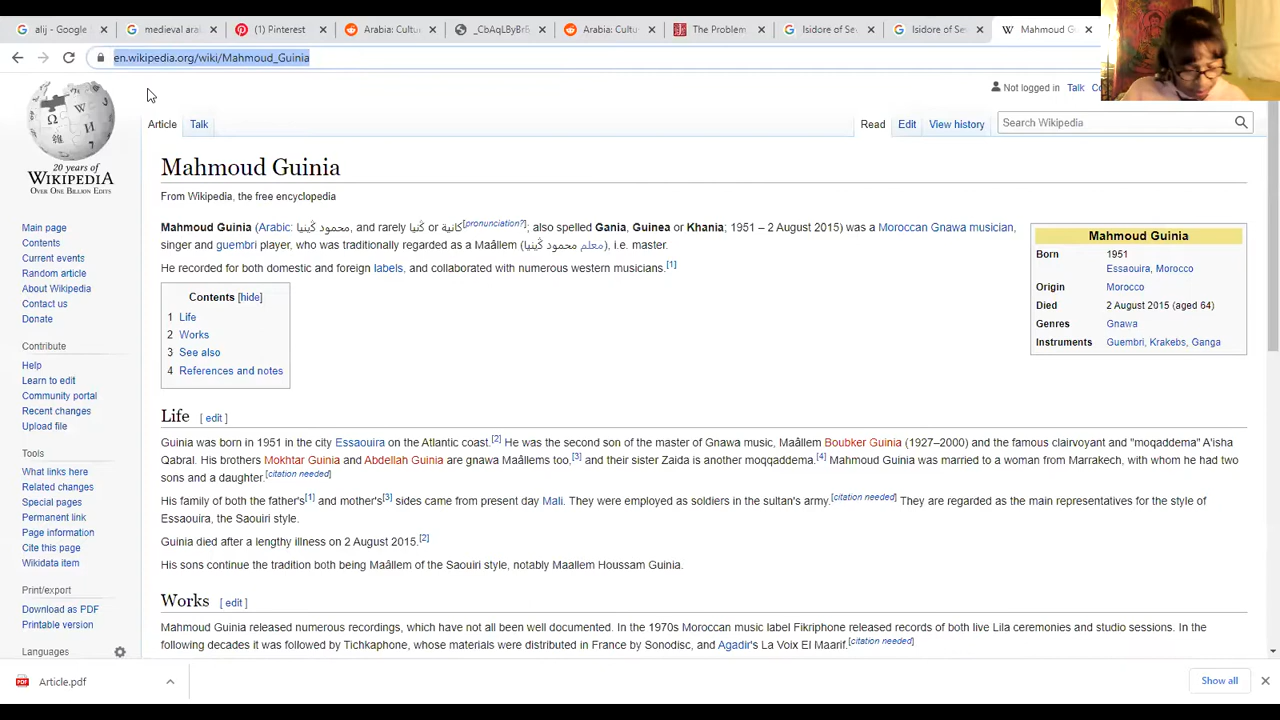 alij - Google
medieval arab
(1) Pinterest
Arabia: Cultu
_CbAqLByBr6
Arabia: Cultu
The Problem
Isidore of Se
Isidore of Se
Mahmoud G
en.wikipedia.org/wiki/Mahmoud_Guinia
Not logged in Talk
Article Talk Read Edit View history Search Wikipedia
20 years of
WIKIPEDIA
OVER ONE BILLION EDITS
Main page
Contents
Current events
Random article
About Wikipedia
Contact us
Donate
Contribute
Help
Learn to edit
Community portal
Recent changes
Upload file
Tools
What links here
Related changes
Special pages
Permanent link
Page information
Cite this page
Wikidata item
Print/export
Download as PDF
Printable version
Languages
Mahmoud Guinia
From Wikipedia, the free encyclopedia
Mahmoud Guinia (Arabic: محمود ڭينيا, and rarely ڭنيا or كانية[pronunciation?]; also spelled Gania, Guinea or Khania; 1951 – 2 August 2015) was a Moroccan Gnawa musician,
singer and guembri player, who was traditionally regarded as a Maâllem (معلم محمود ڭينيا), i.e. master.
He recorded for both domestic and foreign labels, and collaborated with numerous western musicians.[1]
Contents [hide]
1 Life
2 Works
3 See also
4 References and notes
Mahmoud Guinia
Born 1951
Essaouira, Morocco
Origin Morocco
Died 2 August 2015 (aged 64)
Genres Gnawa
Instruments Guembri, Krakebs, Ganga
Life [ edit ]
Guinia was born in 1951 in the city Essaouira on the Atlantic coast.[2] He was the second son of the master of Gnawa music, Maâllem Boubker Guinia (1927–2000) and the famous clairvoyant and "moqaddema" A'isha
Qabral. His brothers Mokhtar Guinia and Abdellah Guinia are gnawa Maâllems too,[3] and their sister Zaida is another moqqaddema.[4] Mahmoud Guinia was married to a woman from Marrakech, with whom he had two
sons and a daughter.[citation needed]
His family of both the father's[1] and mother's[3] sides came from present day Mali. They were employed as soldiers in the sultan's army.[citation needed] They are regarded as the main representatives for the style of
Essaouira, the Saouiri style.
Guinia died after a lengthy illness on 2 August 2015.[2]
His sons continue the tradition both being Maâllem of the Saouiri style, notably Maallem Houssam Guinia.
Works [ edit ]
Mahmoud Guinia released numerous recordings, which have not all been well documented. In the 1970s Moroccan music label Fikriphone released records of both live Lila ceremonies and studio sessions. In the
following decades it was followed by Tichkaphone, whose materials were distributed in France by Sonodisc, and Agadir's La Voix El Maarif.[citation needed]
Article.pdf
Show all